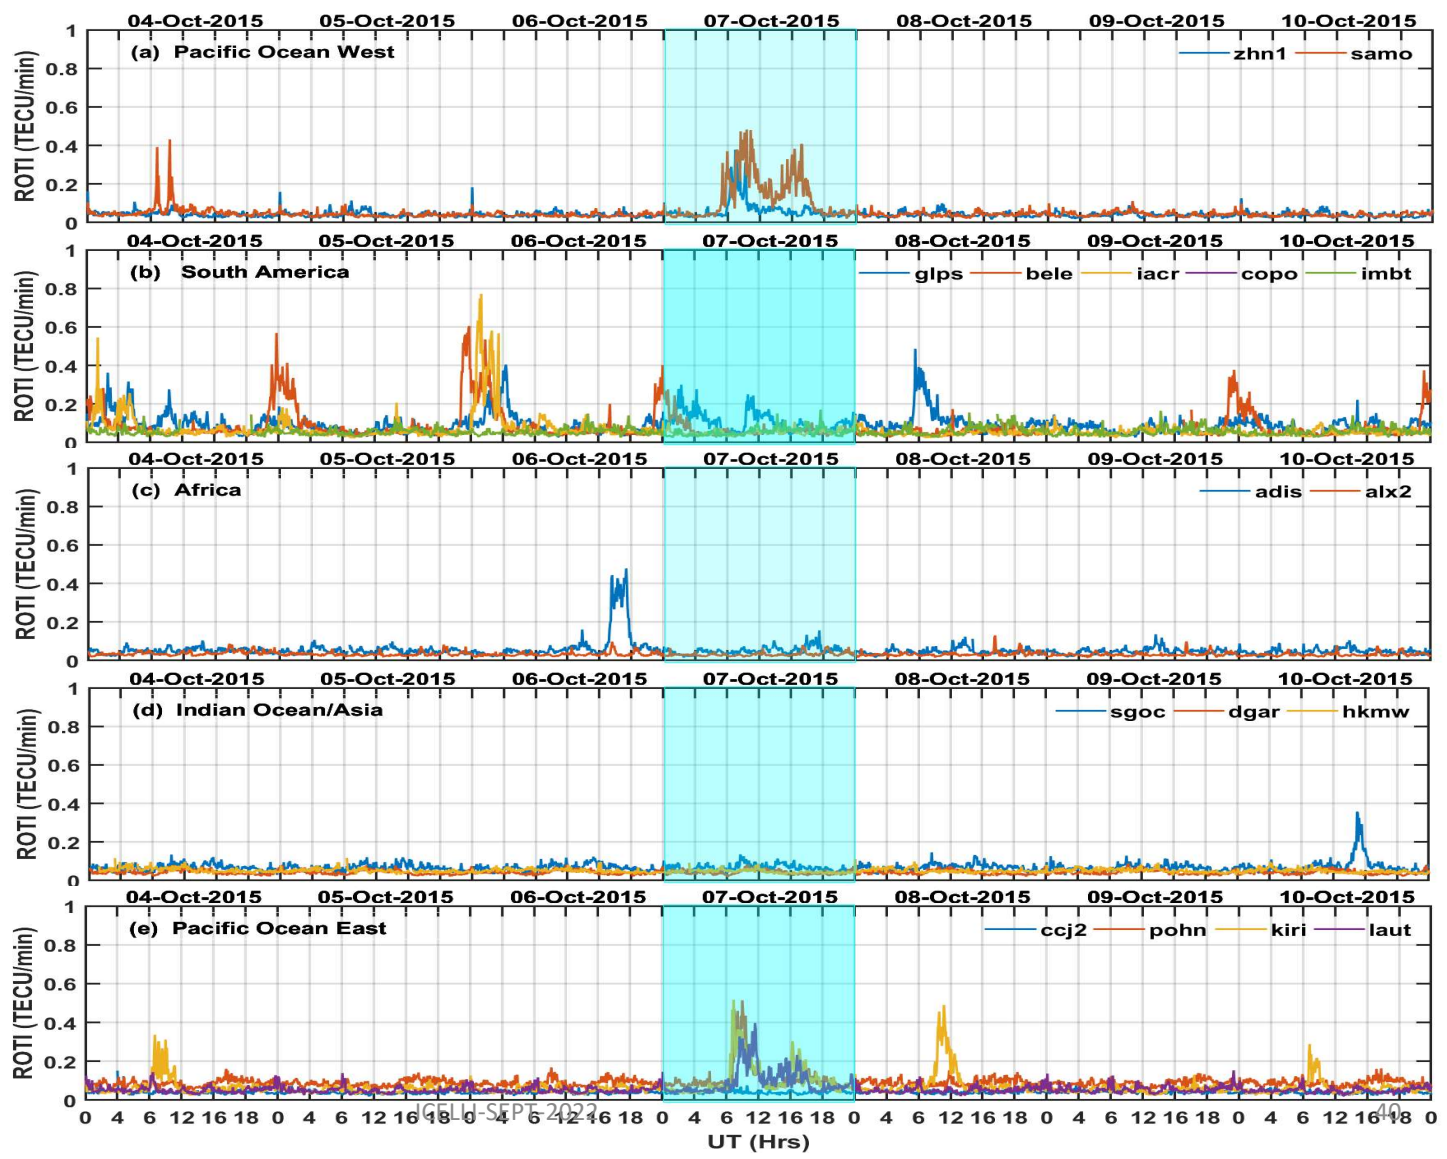 04-Oct-2015 05-Oct-2015 06-Oct-2015 07-Oct-2015 08-Oct-2015 09-Oct-2015 10-Oct-2015
1
(a) Pacific Ocean West zhn1 samo
0.8
0.6
0.4
0.2
0
ROTI (TECU/min)
04-Oct-2015 05-Oct-2015 06-Oct-2015 07-Oct-2015 08-Oct-2015 09-Oct-2015 10-Oct-2015
1
(b) South America glps bele iacr copo imbt
0.8
0.6
0.4
0.2
0
ROTI (TECU/min)
04-Oct-2015 05-Oct-2015 06-Oct-2015 07-Oct-2015 08-Oct-2015 09-Oct-2015 10-Oct-2015
1
(c) Africa adis alx2
0.8
0.6
0.4
0.2
0
ROTI (TECU/min)
04-Oct-2015 05-Oct-2015 06-Oct-2015 07-Oct-2015 08-Oct-2015 09-Oct-2015 10-Oct-2015
1
(d) Indian Ocean/Asia sgoc dgar hkmw
0.8
0.6
0.4
0.2
0
ROTI (TECU/min)
04-Oct-2015 05-Oct-2015 06-Oct-2015 07-Oct-2015 08-Oct-2015 09-Oct-2015 10-Oct-2015
1
(e) Pacific Ocean East ccj2 pohn kiri laut
0.8
0.6
0.4
0.2
0
ROTI (TECU/min)
0 4 6 12 16 18 0 4 6 12 16 18 0 4 6 12 16 18 0 4 6 12 16 18 0 4 6 12 16 18 0 4 6 12 16 18 0 4 6 12 16 18 0
SEPT-2022 40
UT (Hrs)